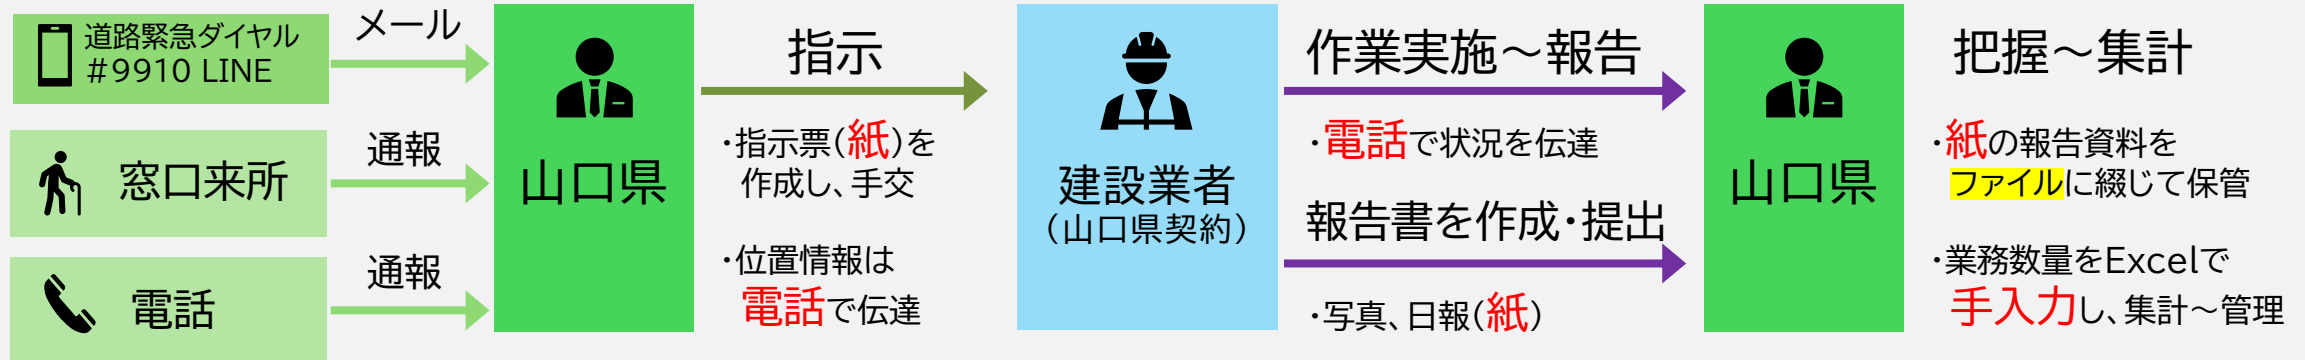 道路緊急ダイヤル
#9910 LINE
メール
窓口来所
通報
電話
通報
山口県
指示
・指示票(紙)を
作成し、手交
・位置情報は
電話で伝達
建設業者
(山口県契約)
作業実施～報告
・電話で状況を伝達
報告書を作成・提出
・写真、日報(紙)
山口県
把握～集計
・紙の報告資料を
ファイルに綴じて保管
・業務数量をExcelで
手入力し、集計～管理